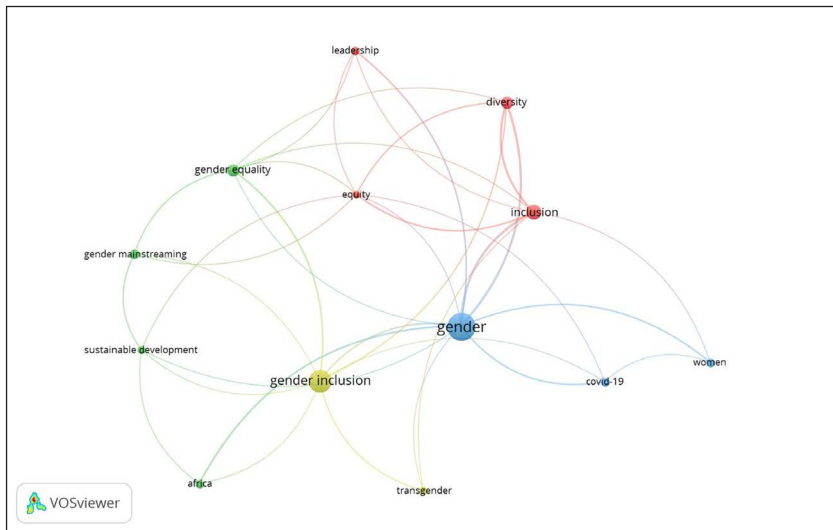 leadership
diversity
gender equality
equity
inclusion
gender mainstreaming
gender
sustainable development
women
gender inclusion
covid-19
africa
transgender
VOSviewer